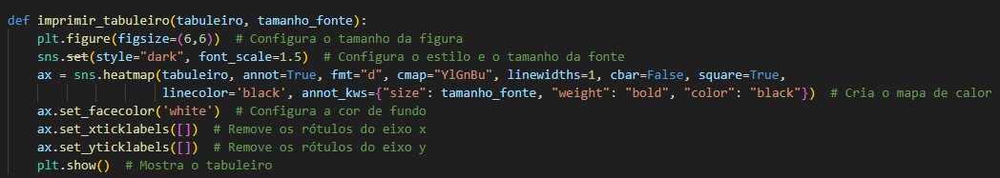 def imprimir_tabuleiro(tabuleiro, tamanho_fonte):
    plt.figure(figsize=(6,6))  # Configura o tamanho da figura
    sns.set(style="dark", font_scale=1.5)  # Configura o estilo e o tamanho da fonte
    ax = sns.heatmap(tabuleiro, annot=True, fmt="d", cmap="YlGnBu", linewidths=1, cbar=False, square=True,
                     linecolor='black', annot_kws={"size": tamanho_fonte, "weight": "bold", "color": "black"})  # Cria o mapa de calor
    ax.set_facecolor('white')  # Configura a cor de fundo
    ax.set_xticklabels([])  # Remove os rótulos do eixo x
    ax.set_yticklabels([])  # Remove os rótulos do eixo y
    plt.show()  # Mostra o tabuleiro